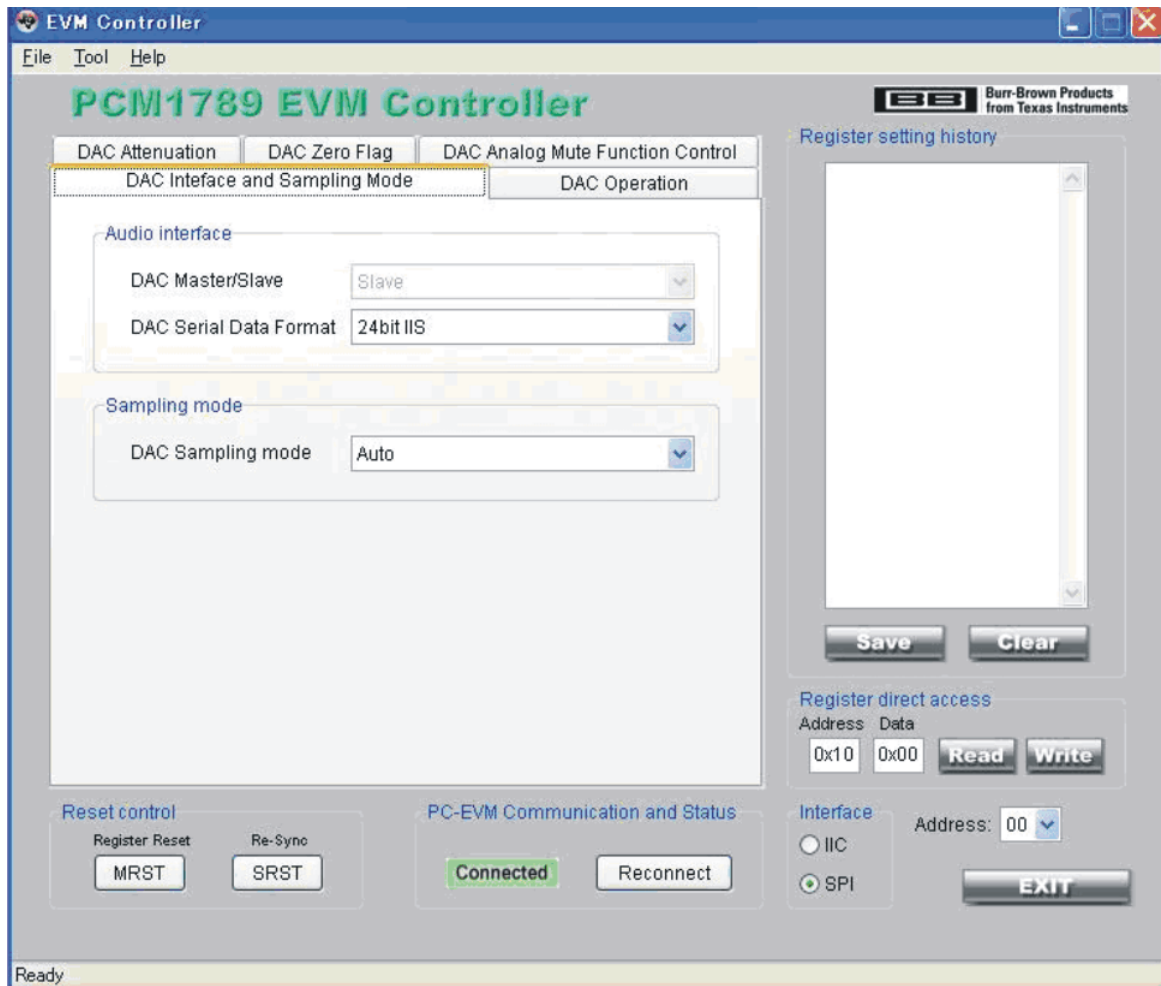 EVM Controller
File Tool Help
PCM1789 EVM Controller
BB Burr-Brown Products
from Texas Instruments
DAC Attenuation DAC Zero Flag DAC Analog Mute Function Control
DAC Inteface and Sampling Mode DAC Operation
Audio interface
DAC Master/Slave Slave
DAC Serial Data Format 24bit IIS
Sampling mode
DAC Sampling mode Auto
Register setting history
Save Clear
Register direct access
Address Data
0x10 0x00 Read Write
Reset control
Register Reset Re-Sync
MRST SRST
PC-EVM Communication and Status
Connected Reconnect
Interface
IIC
SPI
Address: 00
EXIT
Ready